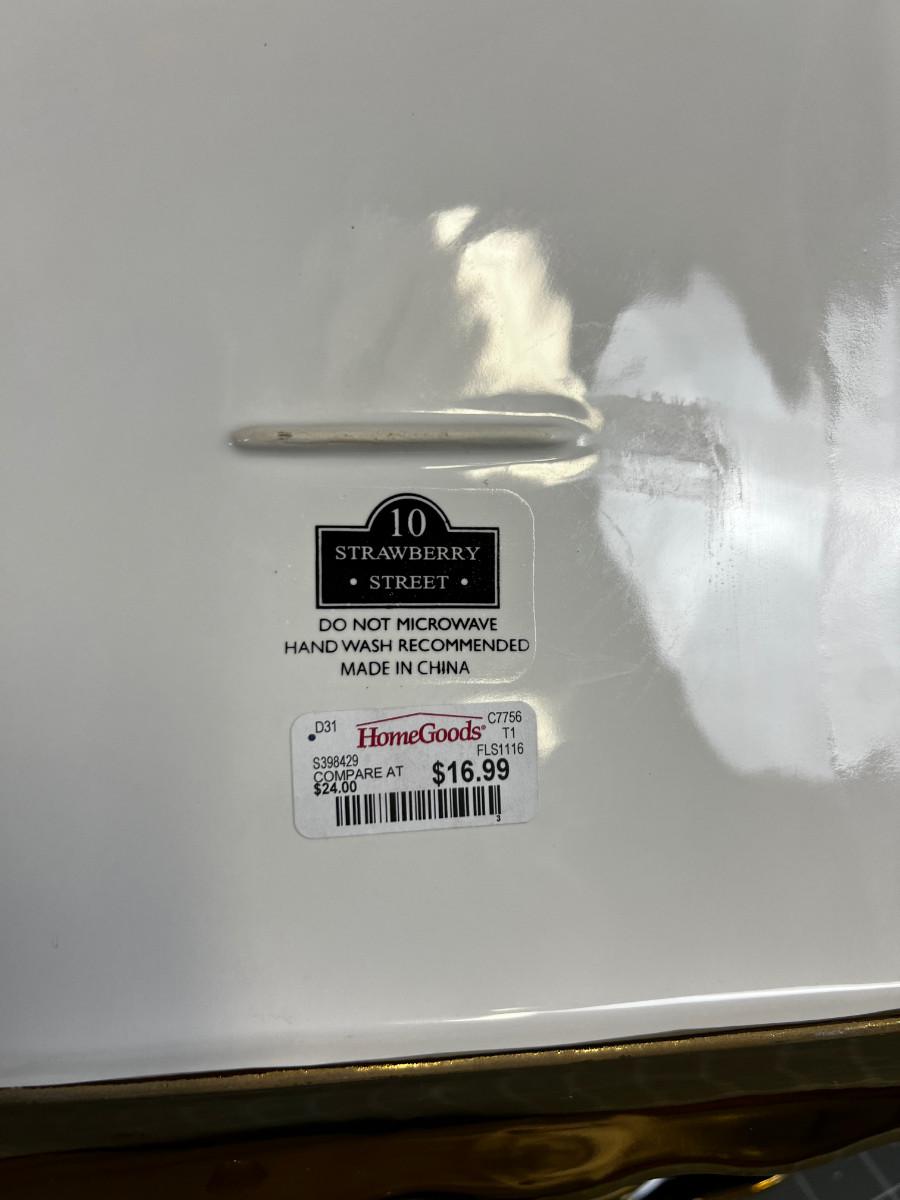 10
STRAWBERRY
• STREET •
DO NOT MICROWAVE
HAND WASH RECOMMENDED
MADE IN CHINA
D31 HomeGoods® C7756
T1
FLS1116
S398429
COMPARE AT $16.99
$24.00
3